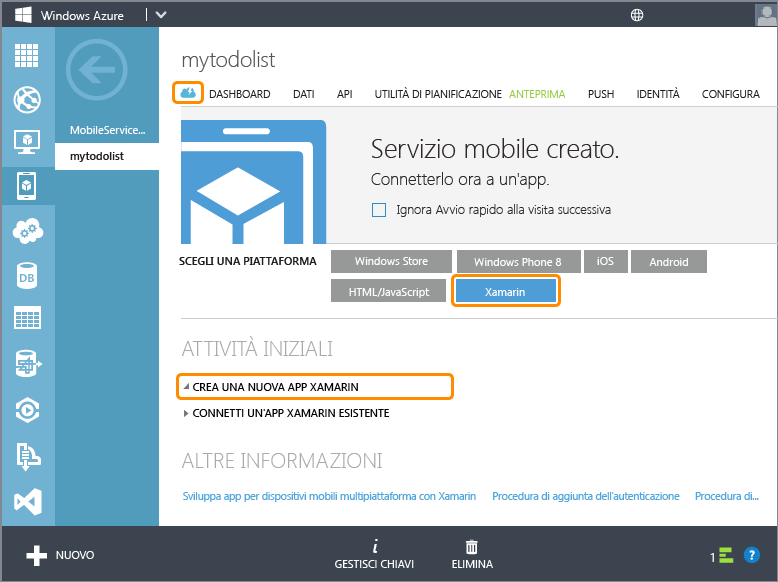 Windows Azure
mytodolist
DASHBOARD DATI API UTILITÀ DI PIANIFICAZIONE ANTEPRIMA PUSH IDENTITÀ CONFIGURA
MobileService...
mytodolist
Servizio mobile creato.
Connetterlo ora a un'app.
Ignora Avvio rapido alla visita successiva
SCEGLI UNA PIATTAFORMA Windows Store Windows Phone 8 iOS Android
HTML/JavaScript Xamarin
DB
ATTIVITÀ INIZIALI
CREA UNA NUOVA APP XAMARIN
CONNETTI UN'APP XAMARIN ESISTENTE
ALTRE INFORMAZIONI
Sviluppa app per dispositivi mobili multipiattaforma con Xamarin Procedura di aggiunta dell'autenticazione Procedura di...
NUOVO
GESTISCI CHIAVI
ELIMINA
1 ?